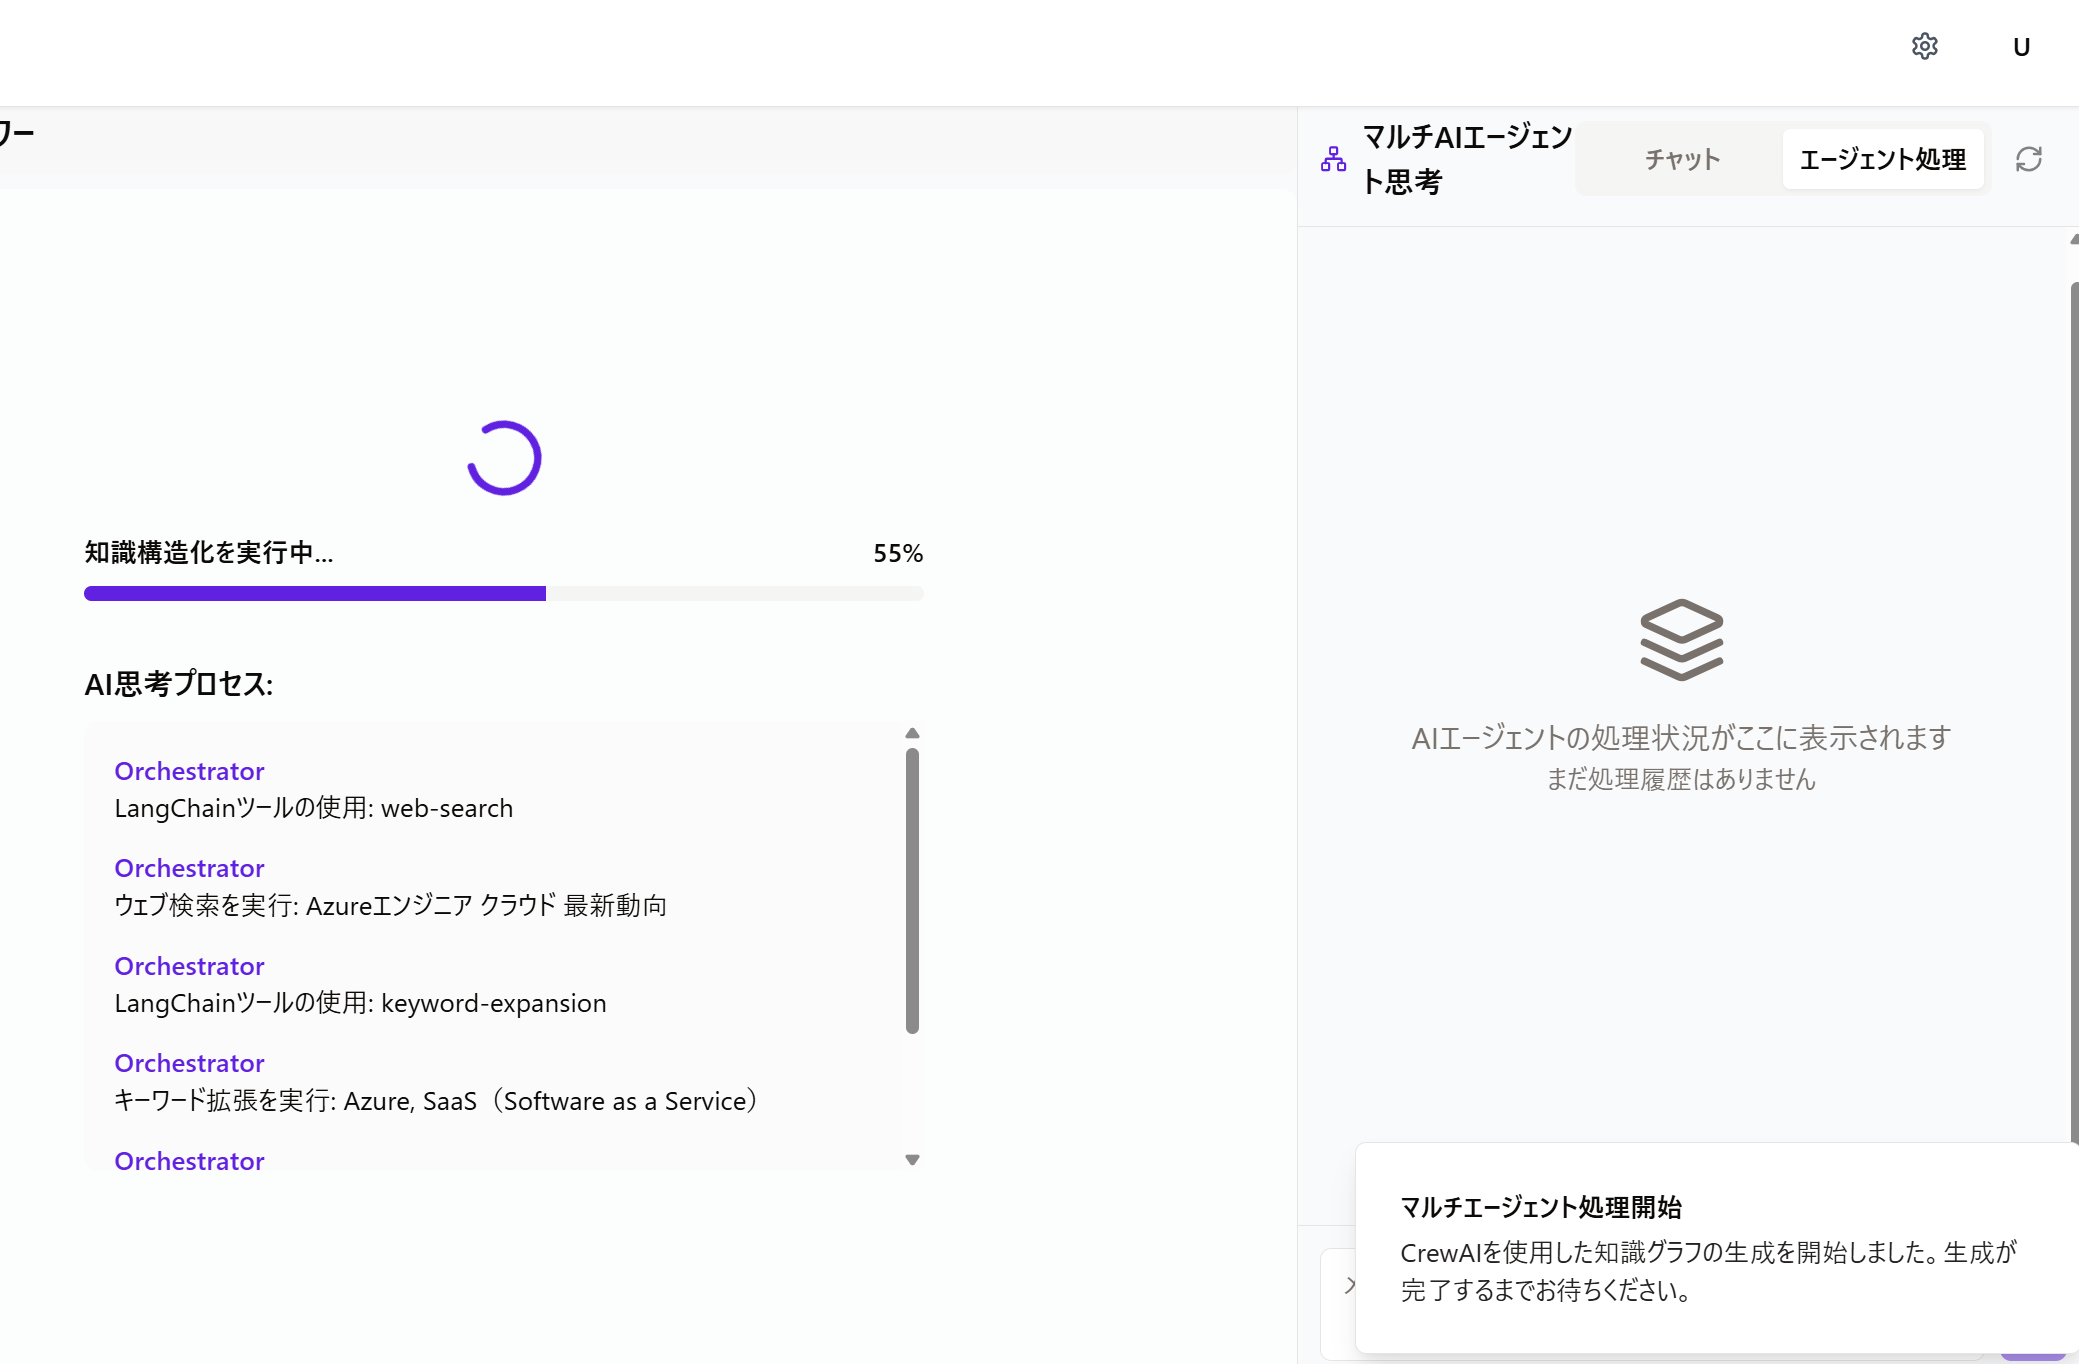 U
ワー
マルチAIエージェン
ト思考
チャット
エージェント処理
知識構造化を実行中...
55%
AI思考プロセス:
Orchestrator
LangChainツールの使用: web-search
Orchestrator
ウェブ検索を実行: Azureエンジニア クラウド 最新動向
Orchestrator
LangChainツールの使用: keyword-expansion
Orchestrator
キーワード拡張を実行: Azure, SaaS（Software as a Service）
Orchestrator
AIエージェントの処理状況がここに表示されます
まだ処理履歴はありません
マルチエージェント処理開始
CrewAIを使用した知識グラフの生成を開始しました。生成が
完了するまでお待ちください。